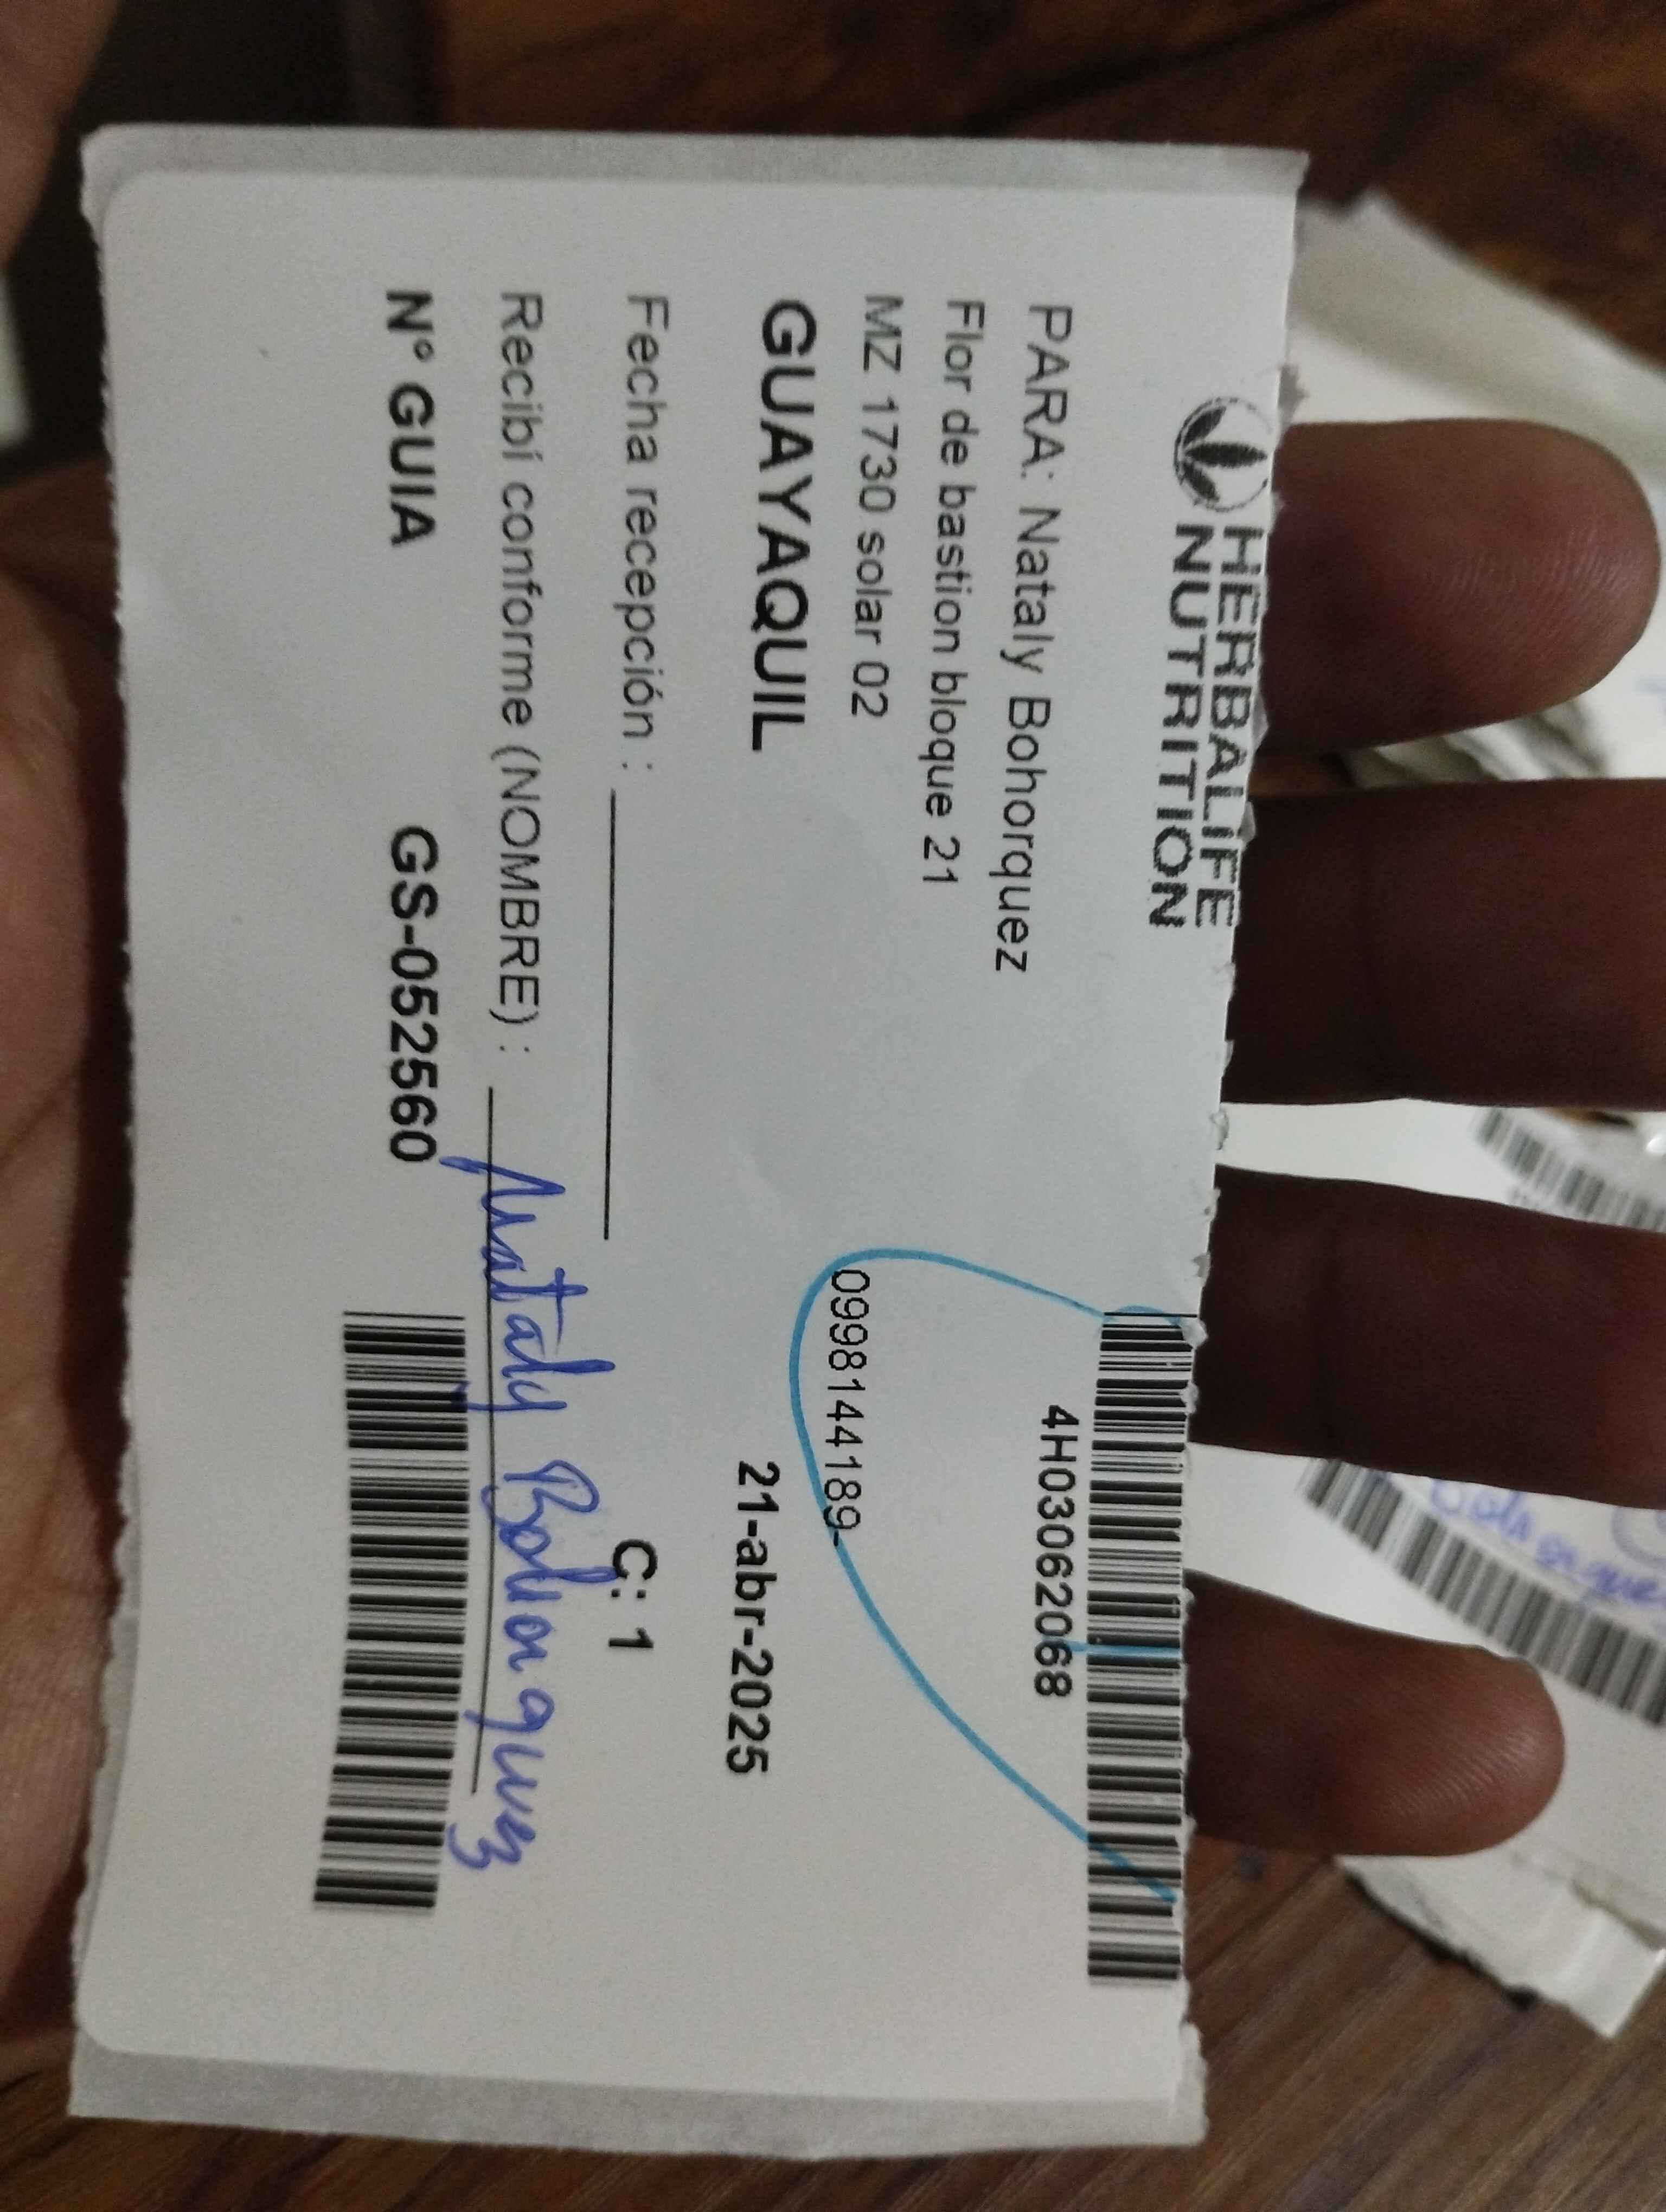 HERBALIFE
NUTRITION
4H03062068
PARA: Nataly Bohorquez
Flor de bastion bloque 21
MZ 1730 solar 02
0998144189-
GUAYAQUIL
21-abr-2025
Fecha recepción :
C: 1
Recibí conforme (NOMBRE) : Nataly Bohorquez
N° GUIA GS-052560